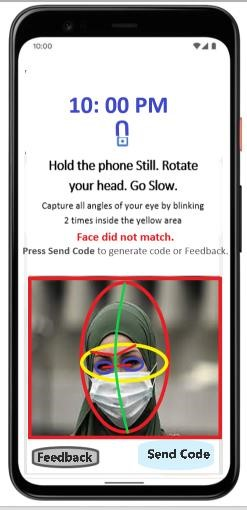 10:00
10: 00 PM
Hold the phone Still. Rotate
your head. Go Slow.
Capture all angles of your eye by blinking
2 times inside the yellow area
Face did not match.
Press Send Code to generate code or Feedback.
Feedback
Send Code